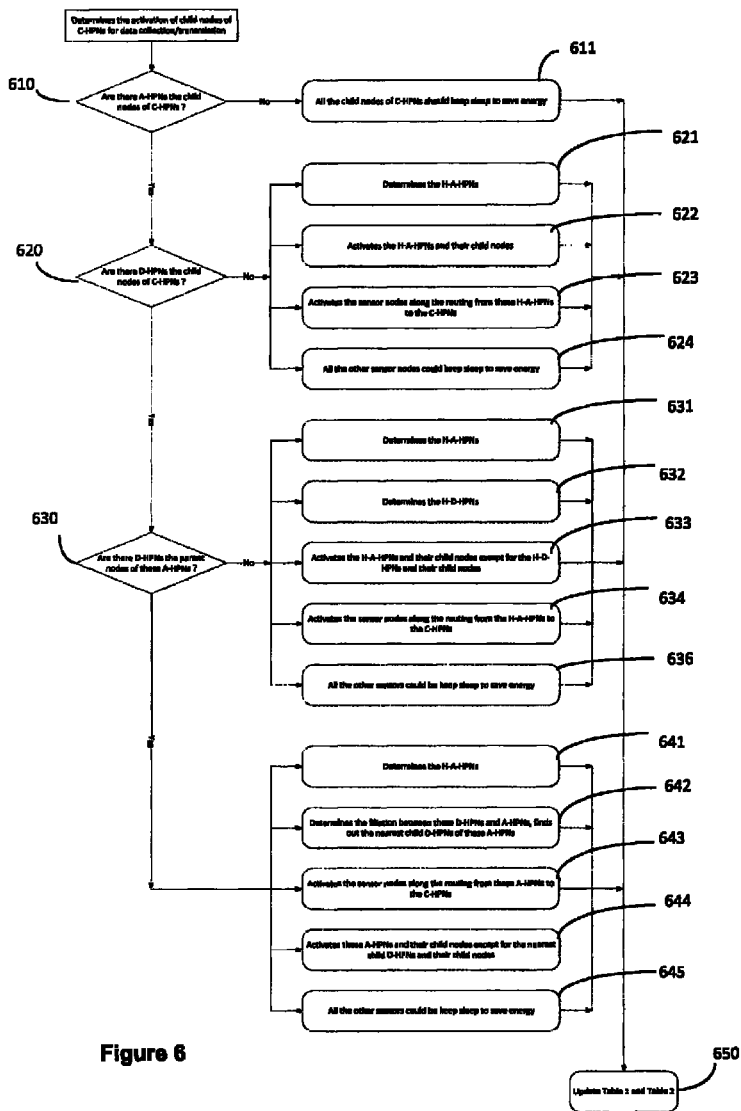 Determines the activation of child nodes of
C-HPNs for data collection/transmission
611
610
Are there A-HPNs the child
nodes of C-HPNs ?
No
All the child nodes of C-HPNs should keep sleep to save energy
Yes
621
Determines the H-A-HPNs
622
Activates the H-A-HPNs and their child nodes
620
Are there D-HPNs the child
nodes of C-HPNs ?
No
623
Activates the sensor nodes along the routing from these H-A-HPNs
to the C-HPNs
624
All the other sensor nodes could keep sleep to save energy
Yes
631
Determines the H-A-HPNs
632
Determines the H-D-HPNs
630
Are there D-HPNs the parent
nodes of these A-HPNs ?
No
633
Activates the H-A-HPNs and their child nodes except for the H-D-
HPNs and their child nodes
634
Activates the sensor nodes along the routing from the H-A-HPNs to
the C-HPNs
636
All the other sensors could be keep sleep to save energy
Yes
641
Determines the H-A-HPNs
642
Determines the filiation between these D-HPNs and A-HPNs, finds
out the nearest child D-HPNs of these A-HPNs
643
Activates the sensor nodes along the routing from these A-HPNs to
the C-HPNs
644
Activates these A-HPNs and their child nodes except for the nearest
child D-HPNs and their child nodes
645
All the other sensors could be keep sleep to save energy
Figure 6
650
Update Table 1 and Table 2